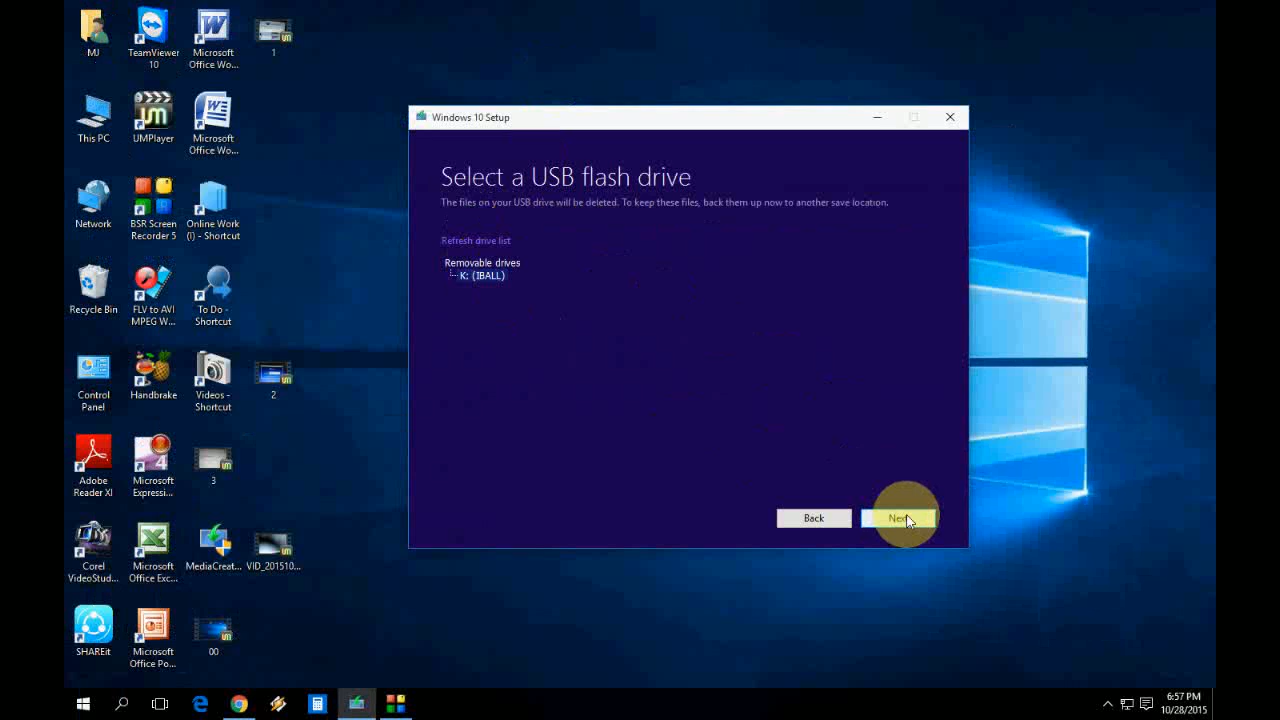 MJ
TeamViewer
10
Microsoft
Office Wo...
1
This PC
UMPlayer
Microsoft
Office Wo...
Network
BSR Screen
Recorder 5
Online Work
(I) - Shortcut
Recycle Bin
FLV to AVI
MPEG W...
To Do -
Shortcut
Control
Panel
Handbrake
Videos -
Shortcut
2
Adobe
Reader XI
Microsoft
Expressi...
3
Corel
VideoStud...
Microsoft
Office Exc...
MediaCreat...
VID_201510...
SHAREit
Microsoft
Office Po...
00
Windows 10 Setup
Select a USB flash drive
The files on your USB drive will be deleted. To keep these files, back them up now to another save location.
Refresh drive list
Removable drives
K: (IBALL)
Back
Next
6:57 PM
10/28/2015